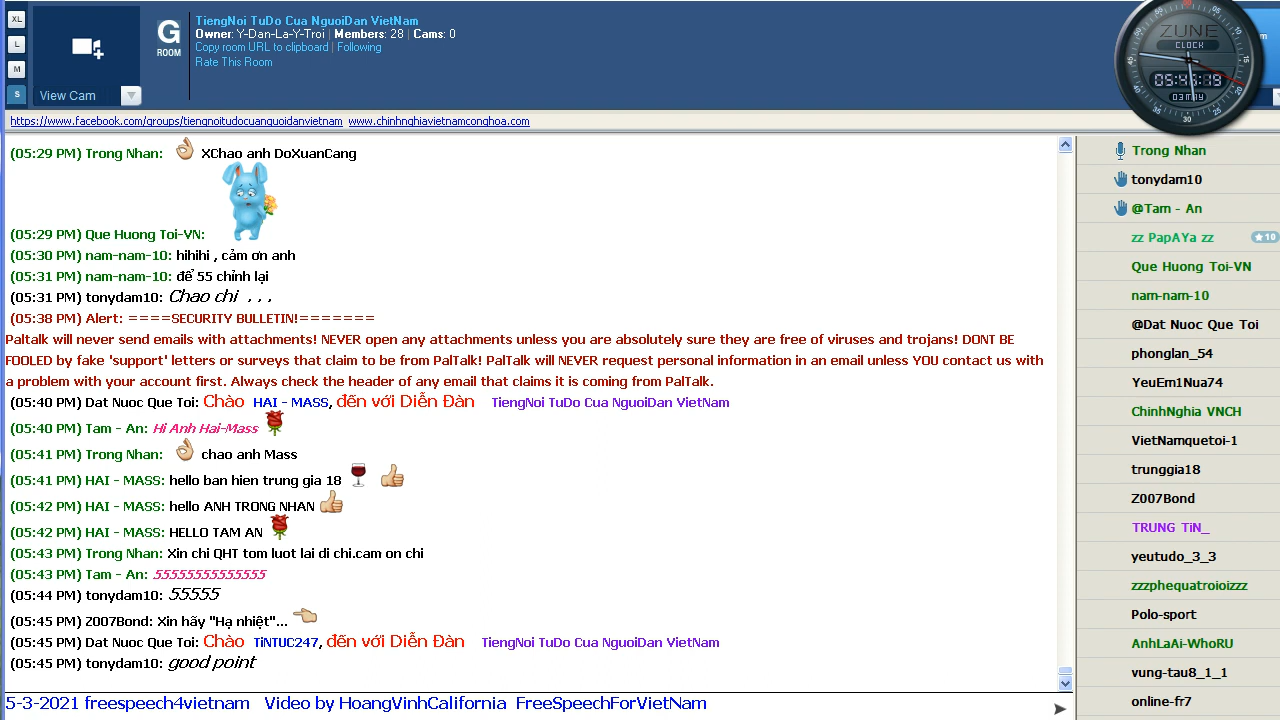 XL
L
M
S
View Cam
G
ROOM
TiengNoi TuDo Cua NguoiDan VietNam
Owner: Y-Dan-La-Y-Troi | Members: 28 | Cams: 0
Copy room URL to clipboard | Following
Rate This Room
ZUNE
CLOCK
05:45:19
03 MAY
https://www.facebook.com/groups/tiengnoitudocuanguoidanvietnam www.chinhnghiavietnamconghoa.com
(05:29 PM) Trong Nhan: XChao anh DoXuanCang
(05:29 PM) Que Huong Toi-VN:
(05:30 PM) nam-nam-10: hihihi , cảm ơn anh
(05:31 PM) nam-nam-10: để 55 chỉnh lại
(05:31 PM) tonydam10: Chao chi . . .
(05:38 PM) Alert: ====SECURITY BULLETIN!=======
Paltalk will never send emails with attachments! NEVER open any attachments unless you are absolutely sure they are free of viruses and trojans! DONT BE
FOOLED by fake 'support' letters or surveys that claim to be from PalTalk! PalTalk will NEVER request personal information in an email unless YOU contact us with
a problem with your account first. Always check the header of any email that claims it is coming from PalTalk.
(05:40 PM) Dat Nuoc Que Toi: Chào HAI - MASS, đến với Diễn Đàn TiengNoi TuDo Cua NguoiDan VietNam
(05:40 PM) Tam - An: Hi Anh Hai-Mass
(05:41 PM) Trong Nhan: chao anh Mass
(05:41 PM) HAI - MASS: hello ban hien trung gia 18
(05:42 PM) HAI - MASS: hello ANH TRONG NHAN
(05:42 PM) HAI - MASS: HELLO TAM AN
(05:43 PM) Trong Nhan: Xin chi QHT tom luot lai di chi.cam on chi
(05:43 PM) Tam - An: 55555555555555
(05:44 PM) tonydam10: 55555
(05:45 PM) Z007Bond: Xin hãy "Hạ nhiệt"...
(05:45 PM) Dat Nuoc Que Toi: Chào TiNTUC247, đến với Diễn Đàn TiengNoi TuDo Cua NguoiDan VietNam
(05:45 PM) tonydam10: good point
5-3-2021 freespeech4vietnam Video by HoangVinhCalifornia FreeSpeechForVietNam
Trong Nhan
tonydam10
@Tam - An
zz PapAYa zz
10
Que Huong Toi-VN
nam-nam-10
@Dat Nuoc Que Toi
phonglan_54
YeuEm1Nua74
ChinhNghia VNCH
VietNamquetoi-1
trunggia18
Z007Bond
TRUNG TiN_
yeutudo_3_3
zzzphequatroioizzz
Polo-sport
AnhLaAi-WhoRU
vung-tau8_1_1
online-fr7